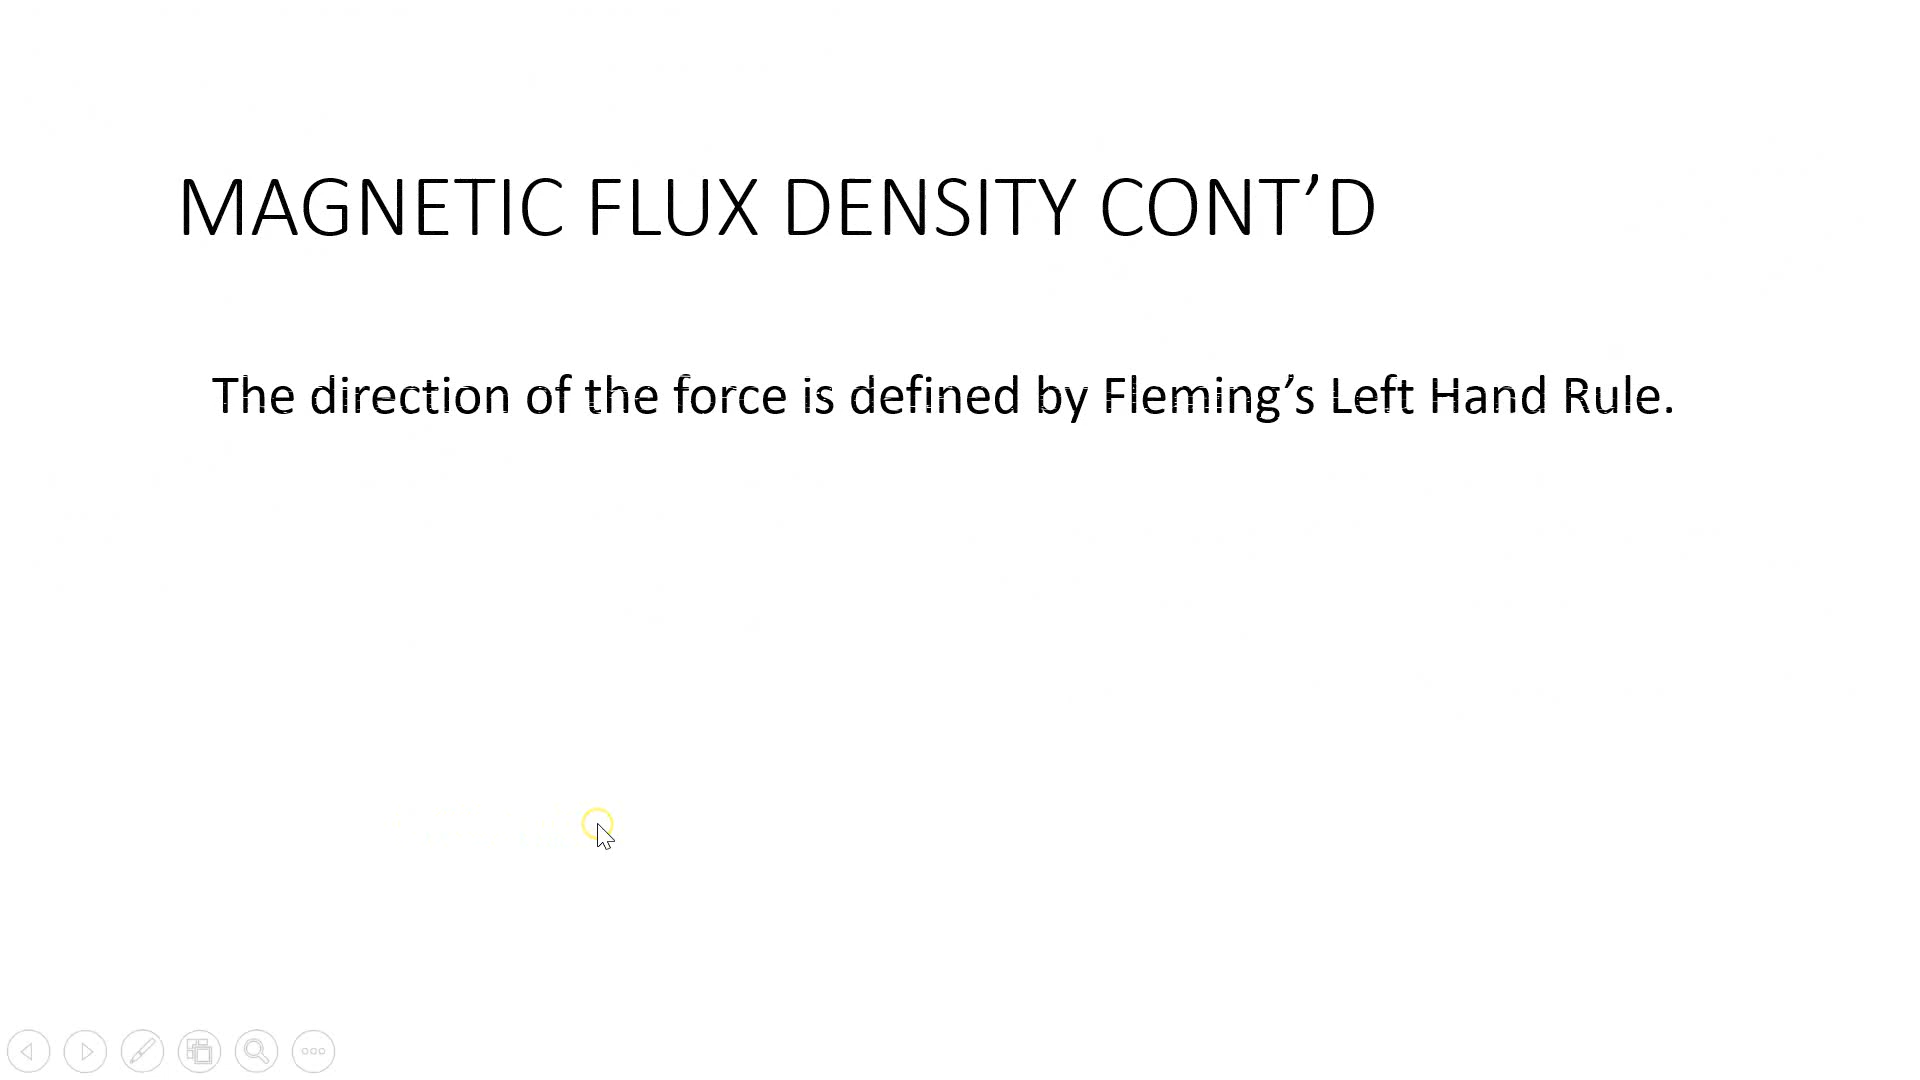 MAGNETIC FLUX DENSITY CONT’D
The direction of the force is defined by Fleming’s Left Hand Rule.